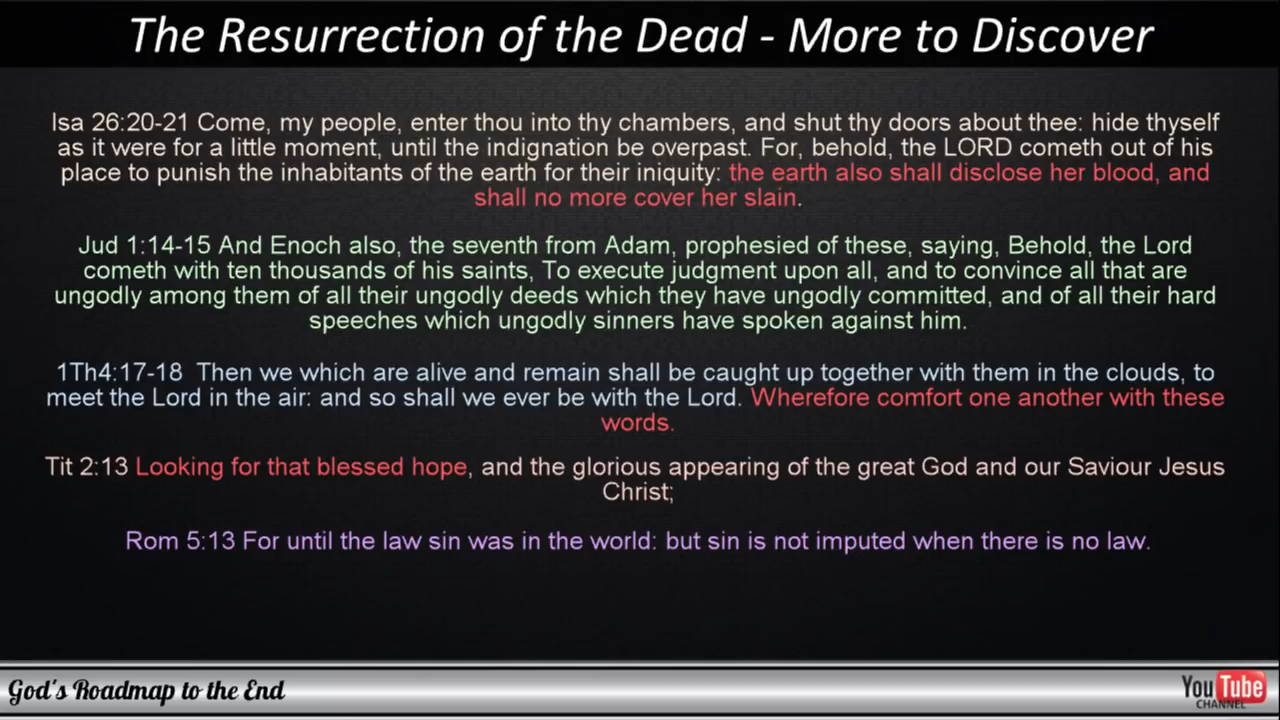 The Resurrection of the Dead - More to Discover
Isa 26:20-21 Come, my people, enter thou into thy chambers, and shut thy doors about thee: hide thyself
as it were for a little moment, until the indignation be overpast. For, behold, the LORD cometh out of his
place to punish the inhabitants of the earth for their iniquity: the earth also shall disclose her blood, and
shall no more cover her slain.
Jud 1:14-15 And Enoch also, the seventh from Adam, prophesied of these, saying, Behold, the Lord
cometh with ten thousands of his saints, To execute judgment upon all, and to convince all that are
ungodly among them of all their ungodly deeds which they have ungodly committed, and of all their hard
speeches which ungodly sinners have spoken against him.
1Th4:17-18 Then we which are alive and remain shall be caught up together with them in the clouds, to
meet the Lord in the air: and so shall we ever be with the Lord. Wherefore comfort one another with these
words.
Tit 2:13 Looking for that blessed hope, and the glorious appearing of the great God and our Saviour Jesus
Christ;
Rom 5:13 For until the law sin was in the world: but sin is not imputed when there is no law.
God's Roadmap to the End
YouTube
CHANNEL